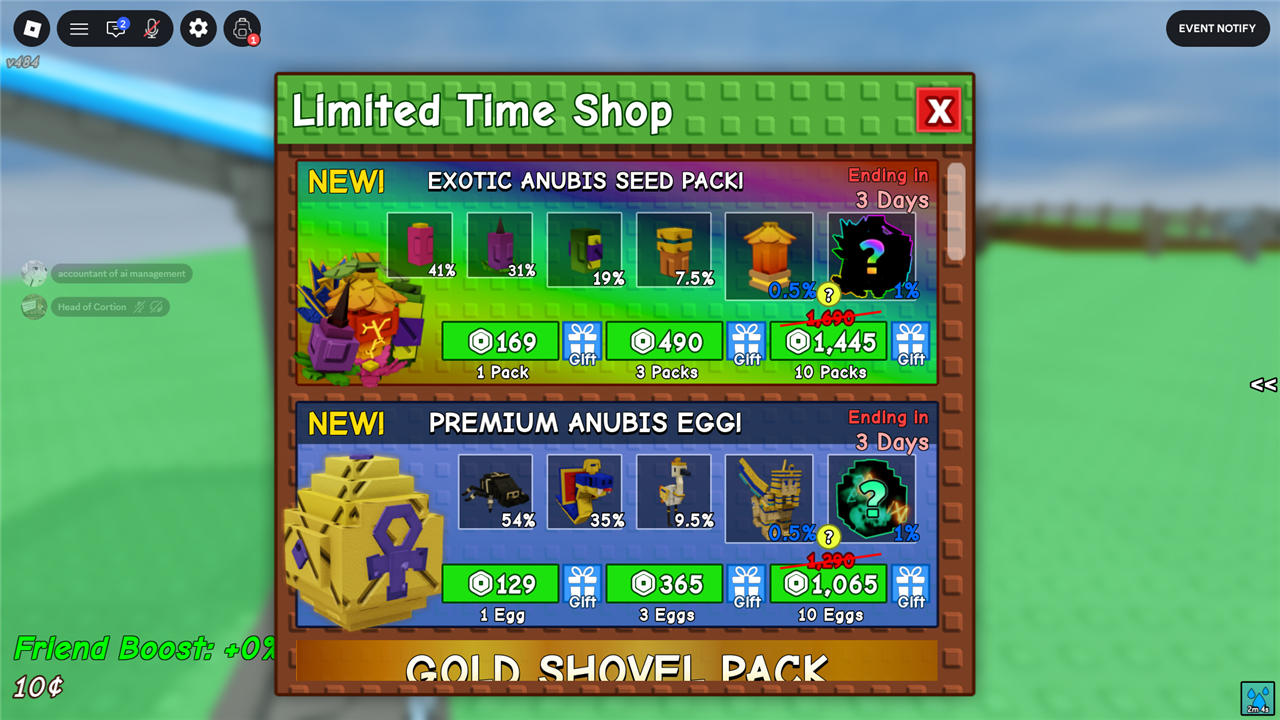 2
1
EVENT NOTIFY
v484
Limited Time Shop
X
NEW!
EXOTIC ANUBIS SEED PACK!
Ending in
3 Days
?
41%
31%
19%
7.5%
0.5%
?
1%
1,690
169
Gift
490
Gift
1,445
Gift
1 Pack
3 Packs
10 Packs
accountant of ai management
Head of Cortion
<<
NEW!
PREMIUM ANUBIS EGG!
Ending in
3 Days
?
54%
35%
9.5%
0.5%
?
1%
1,290
129
Gift
365
Gift
1,065
Gift
1 Egg
3 Eggs
10 Eggs
Friend Boost: +0%
10¢
GOLD SHOVEL PACK
2m 4s